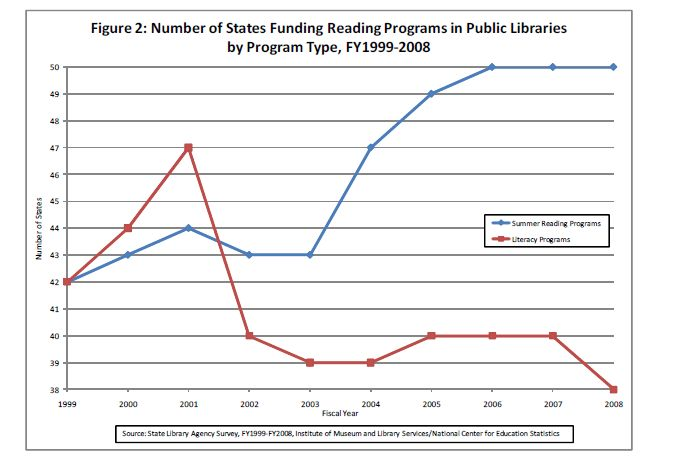 Figure 2: Number of States Funding Reading Programs in Public Libraries
by Program Type, FY1999-2008
50
49
48
47
46
45
44
43
42
41
40
39
38
Number of States
Summer Reading Programs
Literacy Programs
1999 2000 2001 2002 2003 2004 2005 2006 2007 2008
Fiscal Year
Source: State Library Agency Survey, FY1999-FY2008, Institute of Museum and Library Services/National Center for Education Statistics